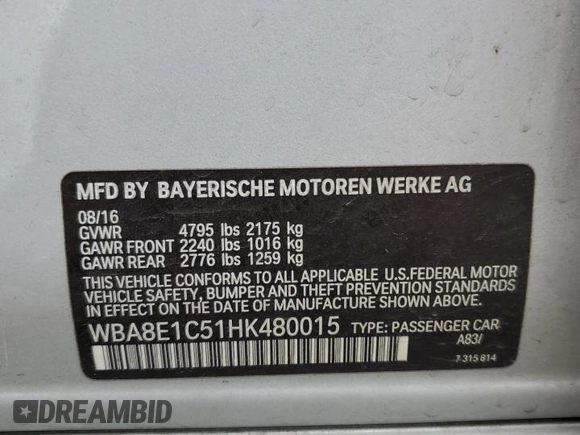 MFD BY BAYERISCHE MOTOREN WERKE AG
08/16
GVWR 4795 lbs 2175 kg
GAWR FRONT 2240 lbs 1016 kg
GAWR REAR 2776 lbs 1259 kg
THIS VEHICLE CONFORMS TO ALL APPLICABLE U.S.FEDERAL MOTOR
VEHICLE SAFETY, BUMPER AND THEFT PREVENTION STANDARDS
IN EFFECT ON THE DATE OF MANUFACTURE SHOWN ABOVE.
WBA8E1C51HK480015 TYPE: PASSENGER CAR
A83/
7 315 814
DREAMBID